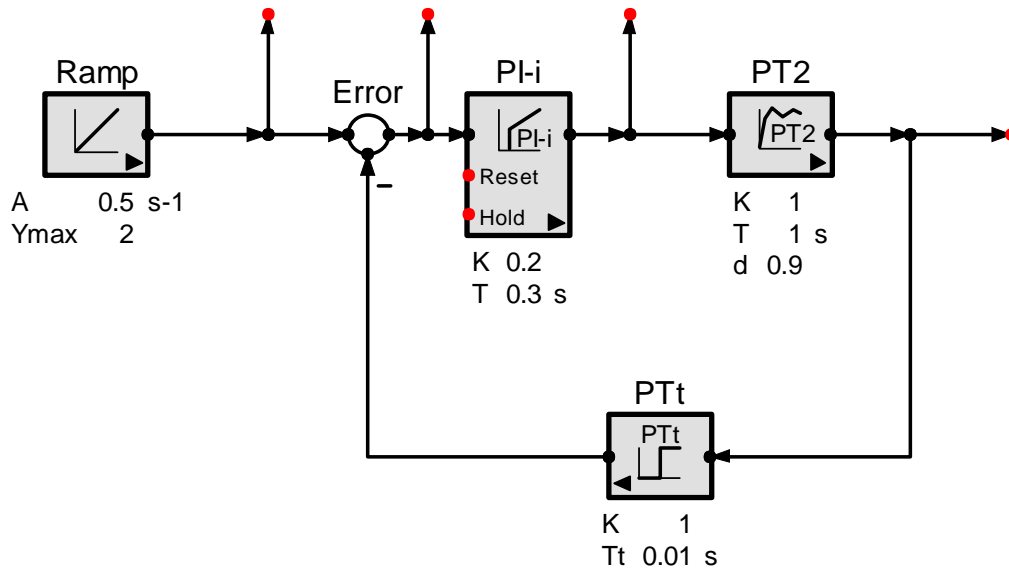 Ramp
A 0.5 s-1
Ymax 2
Error
−
PI-i
PI-i
Reset
Hold
K 0.2
T 0.3 s
PT2
PT2
K 1
T 1 s
d 0.9
PTt
PTt
K 1
Tt 0.01 s